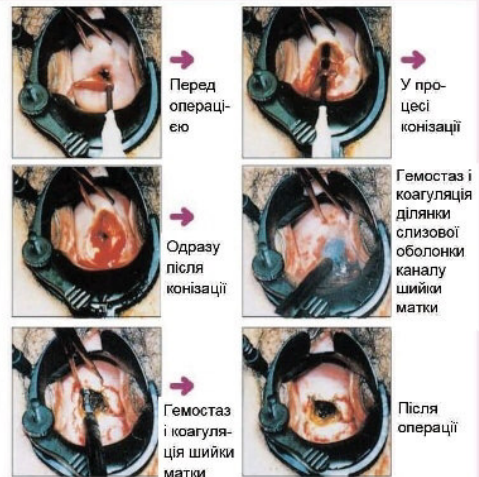 Перед
операці-
єю
У про-
цесі
конізації
Одразу
після
конізації
Гемостаз і
коагуляція
ділянки
слизової
оболонки
каналу
шийки
матки
Гемостаз
і коагуля-
ція шийки
матки
Після
операції